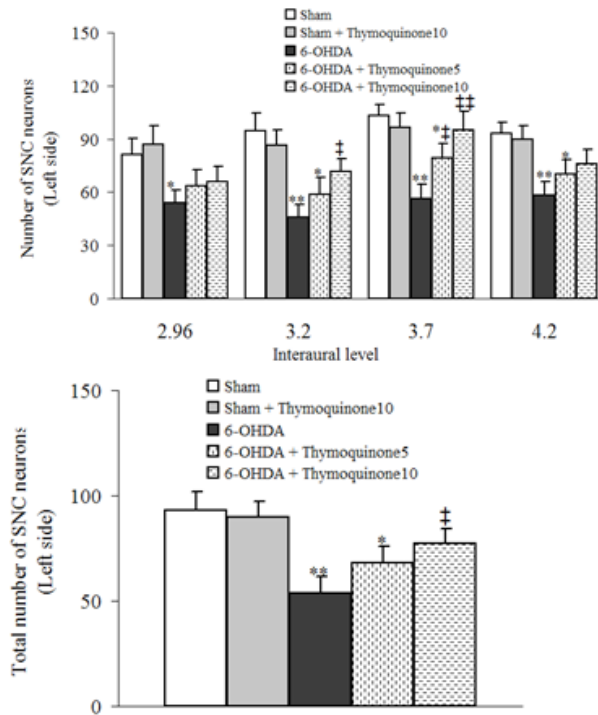 Sham
Sham + Thymoquinone10
6-OHDA
6-OHDA + Thymoquinone5
6-OHDA + Thymoquinone10
Number of SNC neurons
(Left side)
150
120
90
60
30
0
*
**
*
‡
**
*‡
‡‡
**
*
2.96
3.2
3.7
4.2
Interaural level
Sham
Sham + Thymoquinone10
6-OHDA
6-OHDA + Thymoquinone5
6-OHDA + Thymoquinone10
Total number of SNC neurons
(Left side)
150
100
50
0
**
*
‡